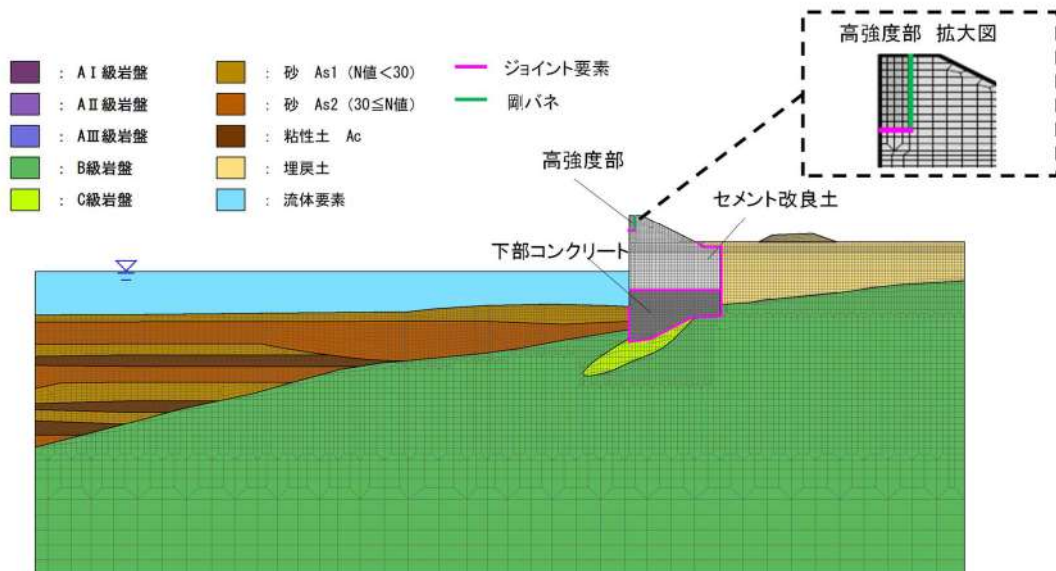 高強度部 拡大図
: AⅠ級岩盤
: AⅡ級岩盤
: AⅢ級岩盤
: B級岩盤
: C級岩盤
: 砂 As1 (N値<30)
: 砂 As2 (30≦N値)
: 粘性土 Ac
: 埋戻土
: 流体要素
ジョイント要素
剛バネ
高強度部
セメント改良土
下部コンクリート